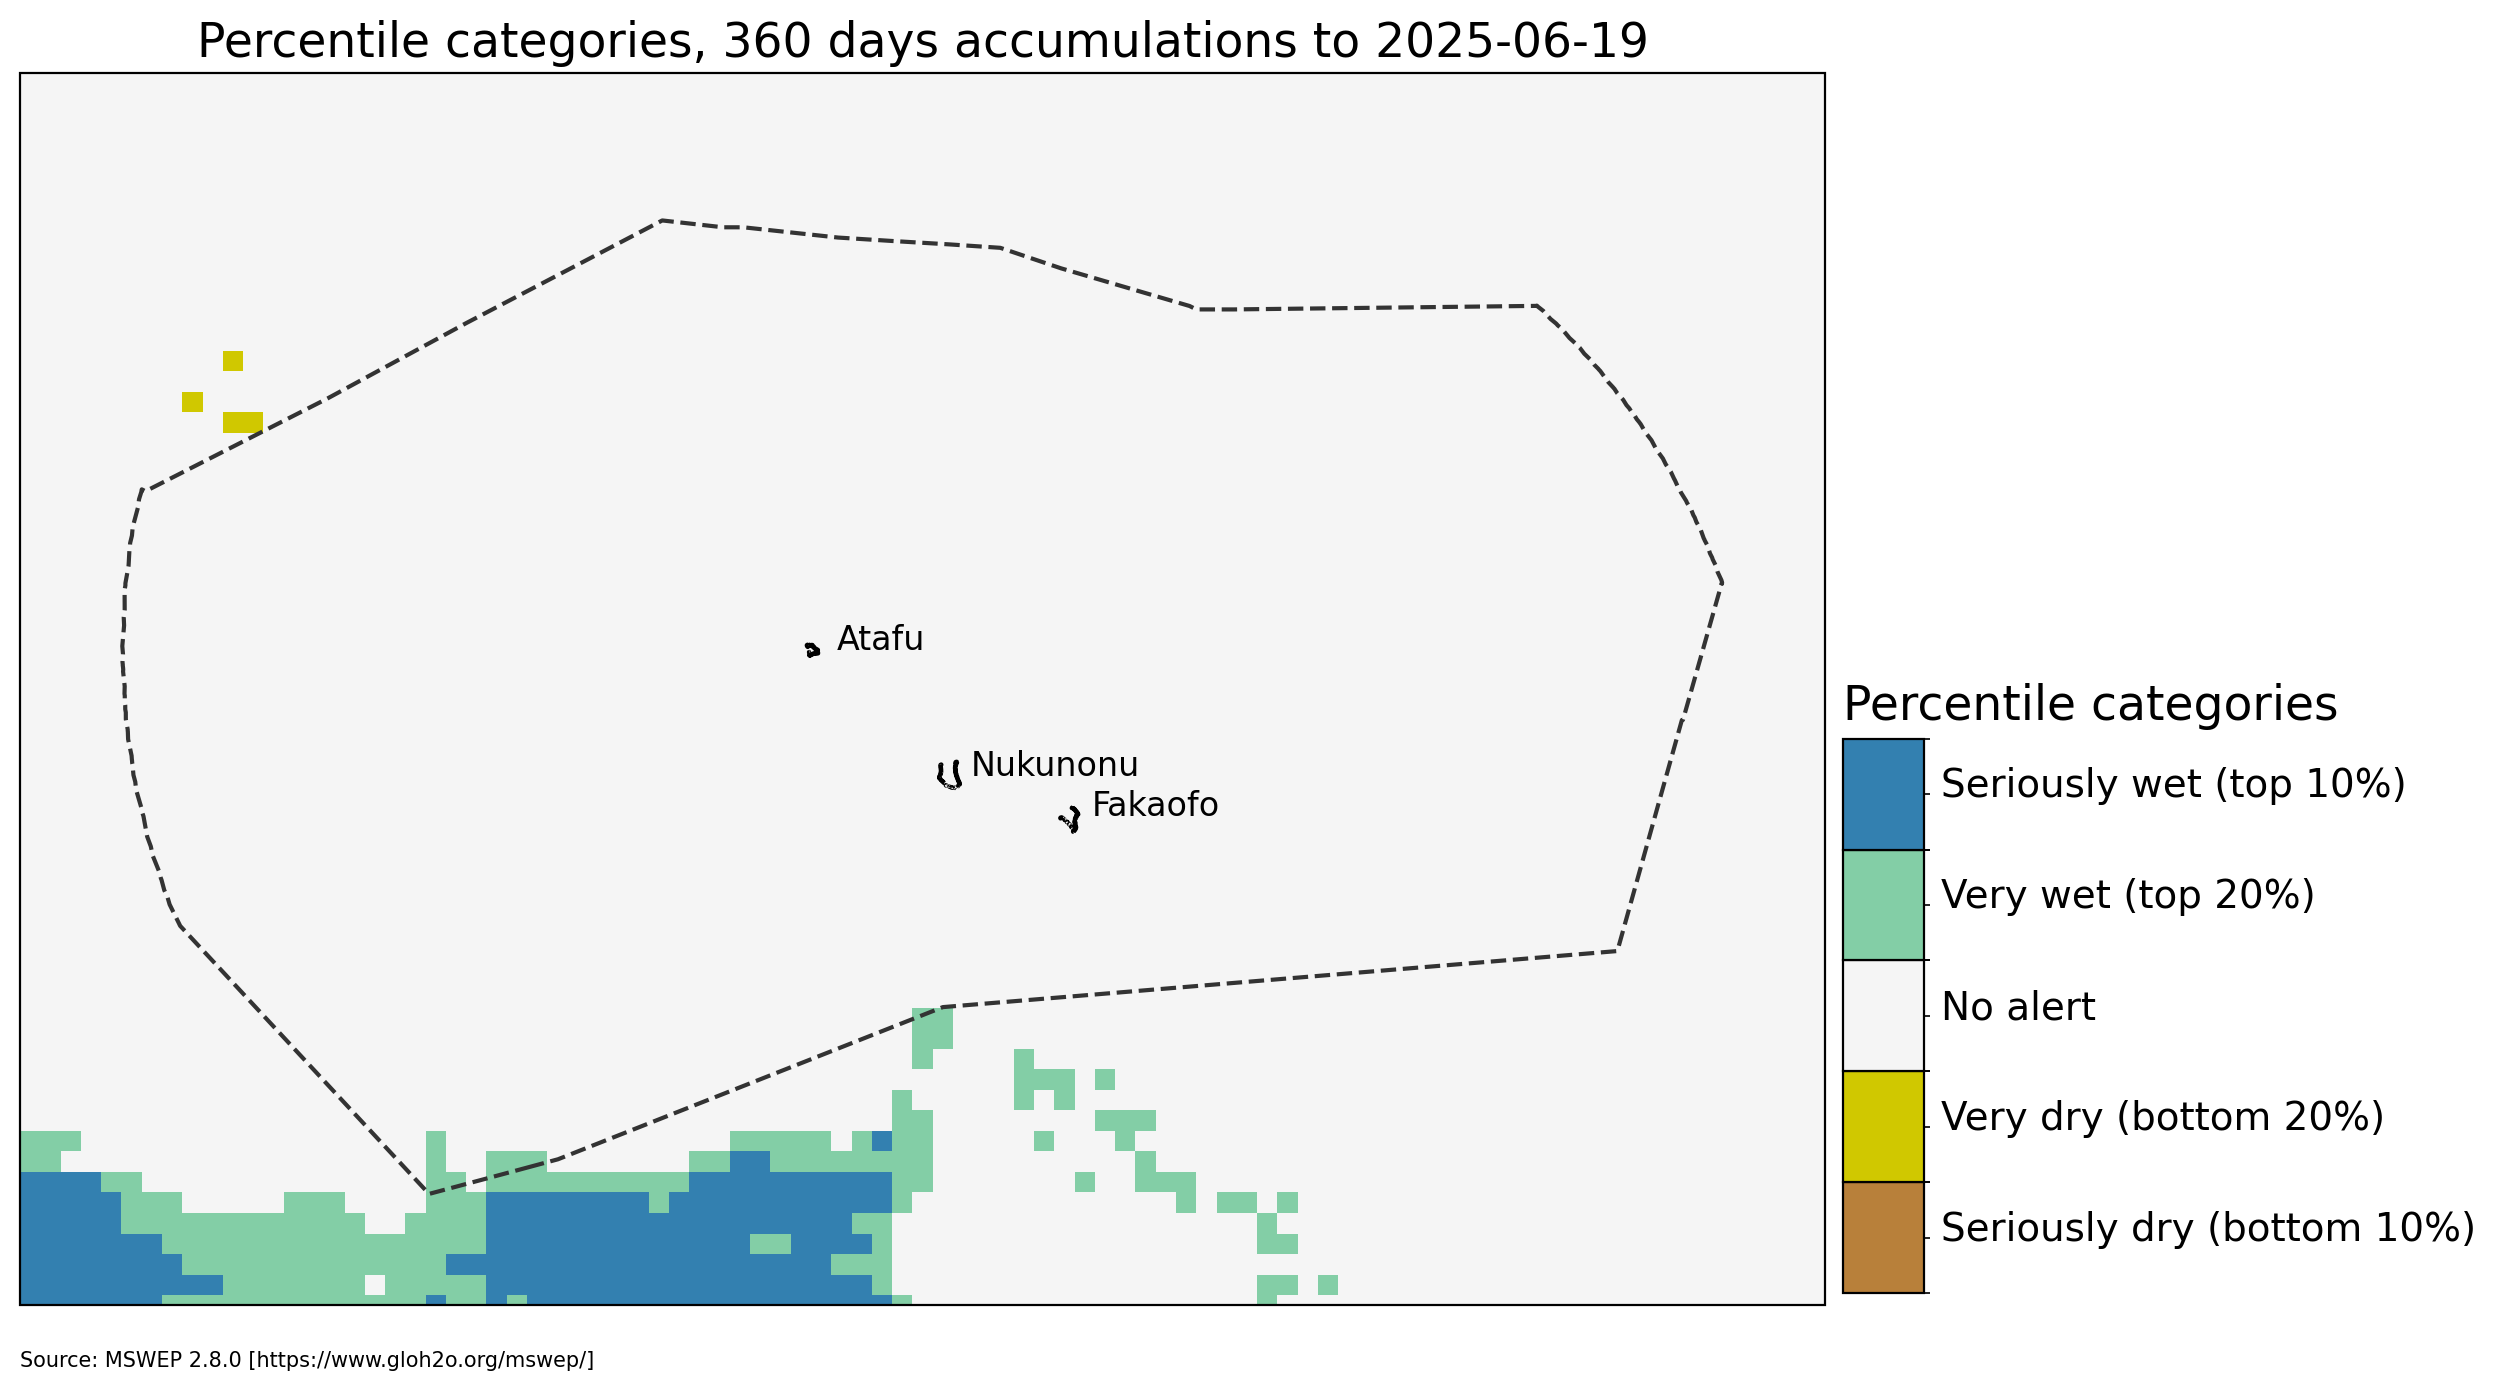 Percentile categories, 360 days accumulations to 2025-06-19
Atafu
Nukunonu
Fakaofo
Percentile categories
Seriously wet (top 10%)
Very wet (top 20%)
No alert
Very dry (bottom 20%)
Seriously dry (bottom 10%)
Source: MSWEP 2.8.0 [https://www.gloh2o.org/mswep/]